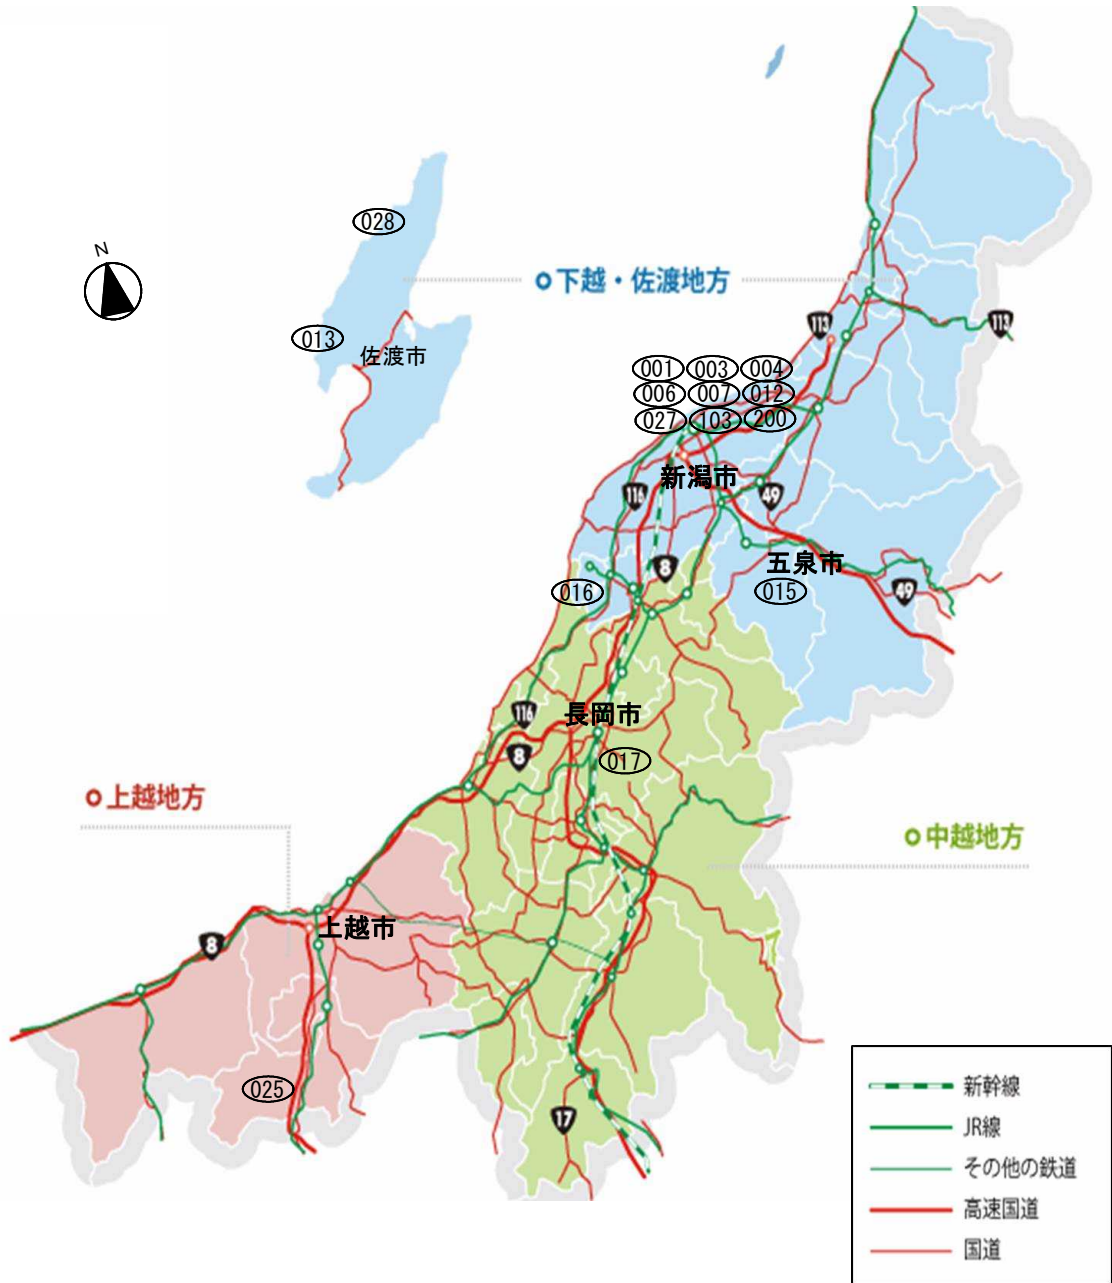 N
028
下越・佐渡地方
013
佐渡市
113
113
001 003 004
006 007 012
027 103 200
新潟市
116
49
8
五泉市
016
015
49
116
長岡市
8
017
上越地方
中越地方
上越市
8
025
17
新幹線
JR線
その他の鉄道
高速国道
国道